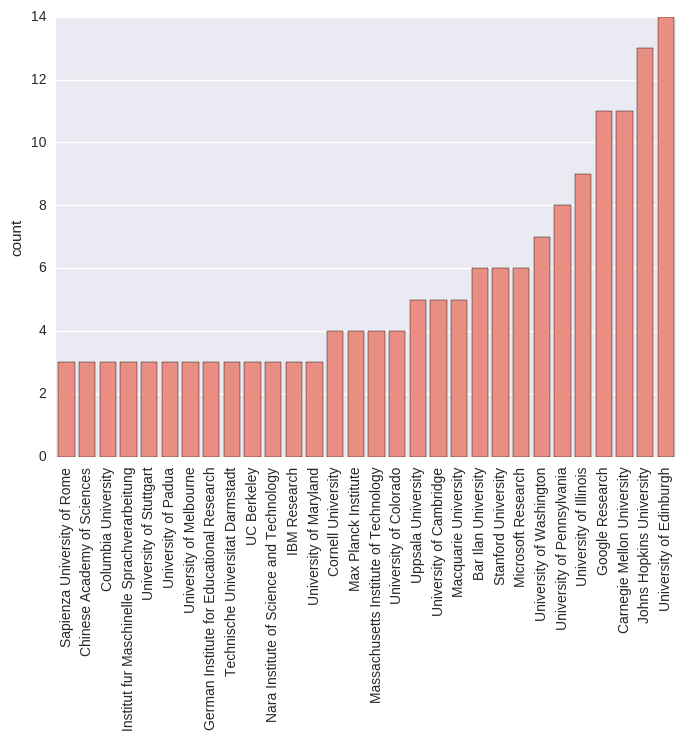 14
12
10
8
6
4
2
0
count
Sapienza University of Rome
Chinese Academy of Sciences
Columbia University
Institut fur Maschinelle Sprachverarbeitung
University of Stuttgart
University of Padua
University of Melbourne
German Institute for Educational Research
Technische Universitat Darmstadt
UC Berkeley
Nara Institute of Science and Technology
IBM Research
University of Maryland
Cornell University
Max Planck Institute
Massachusetts Institute of Technology
University of Colorado
Uppsala University
University of Cambridge
Macquarie University
Bar Ilan University
Stanford University
Microsoft Research
University of Washington
University of Pennsylvania
University of Illinois
Google Research
Carnegie Mellon University
Johns Hopkins University
University of Edinburgh